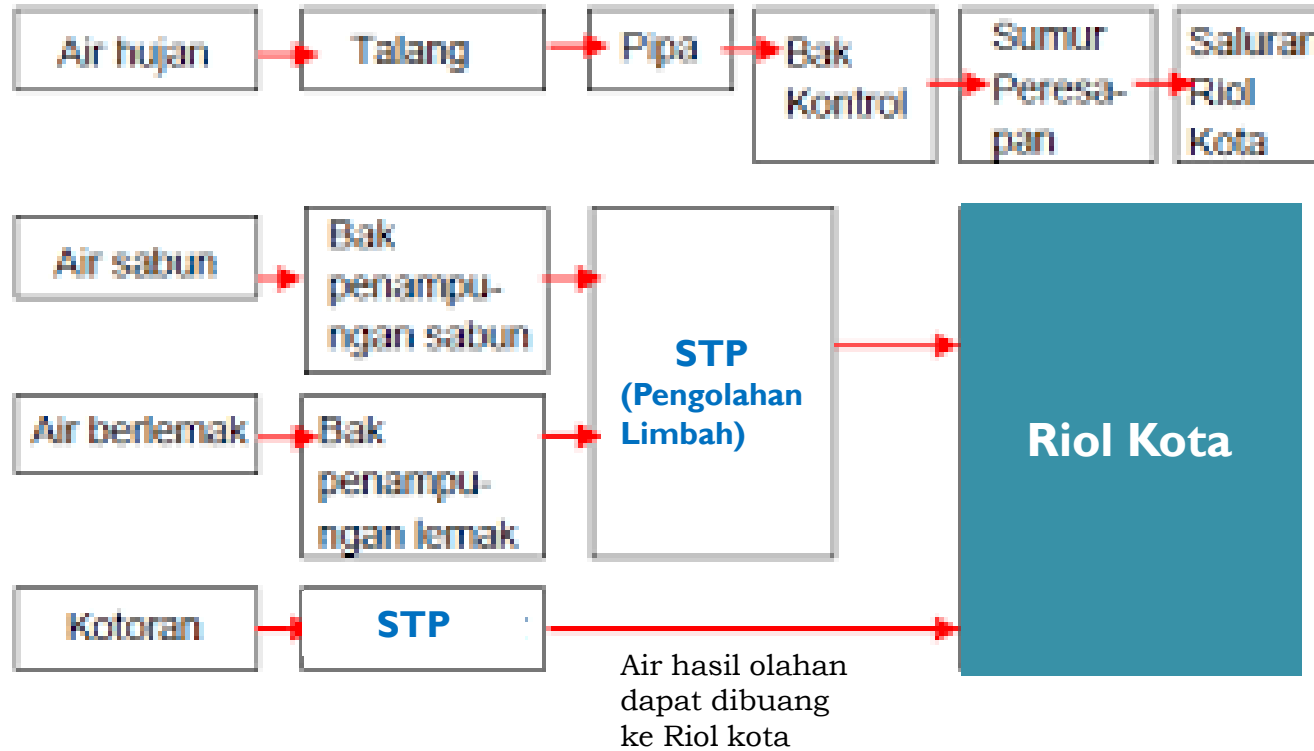 Air hujan
Talang
Pipa
Bak
Kontrol
Sumur
Peresa-
pan
Saluran
Riol
Kota
Air sabun
Bak
penampu-
ngan sabun
STP
(Pengolahan
Limbah)
Riol Kota
Air berlemak
Bak
penampu-
ngan lemak
Kotoran
STP
Air hasil olahan
dapat dibuang
ke Riol kota